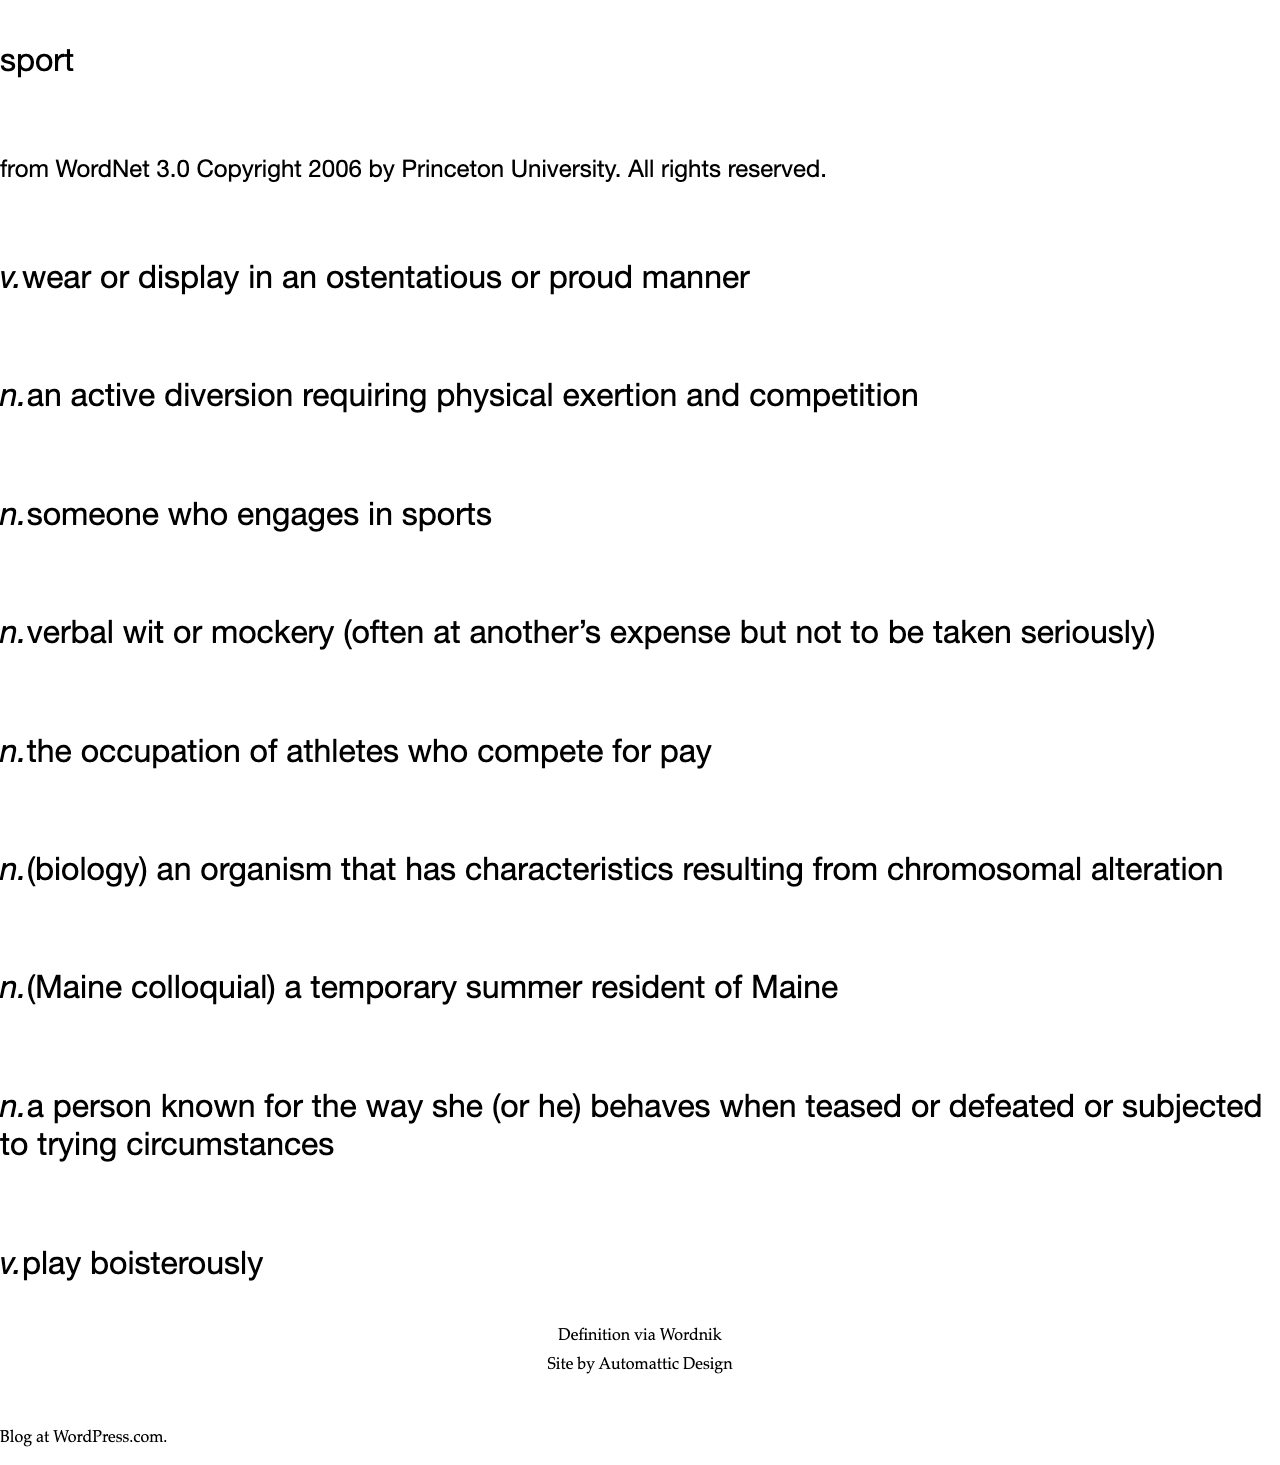 sport
from WordNet 3.0 Copyright 2006 by Princeton University. All rights reserved.
v. wear or display in an ostentatious or proud manner
n. an active diversion requiring physical exertion and competition
n. someone who engages in sports
n. verbal wit or mockery (often at another’s expense but not to be taken seriously)
n. the occupation of athletes who compete for pay
n. (biology) an organism that has characteristics resulting from chromosomal alteration
n. (Maine colloquial) a temporary summer resident of Maine
n. a person known for the way she (or he) behaves when teased or defeated or subjected
to trying circumstances
v. play boisterously
Definition via Wordnik
Site by Automattic Design
Blog at WordPress.com.